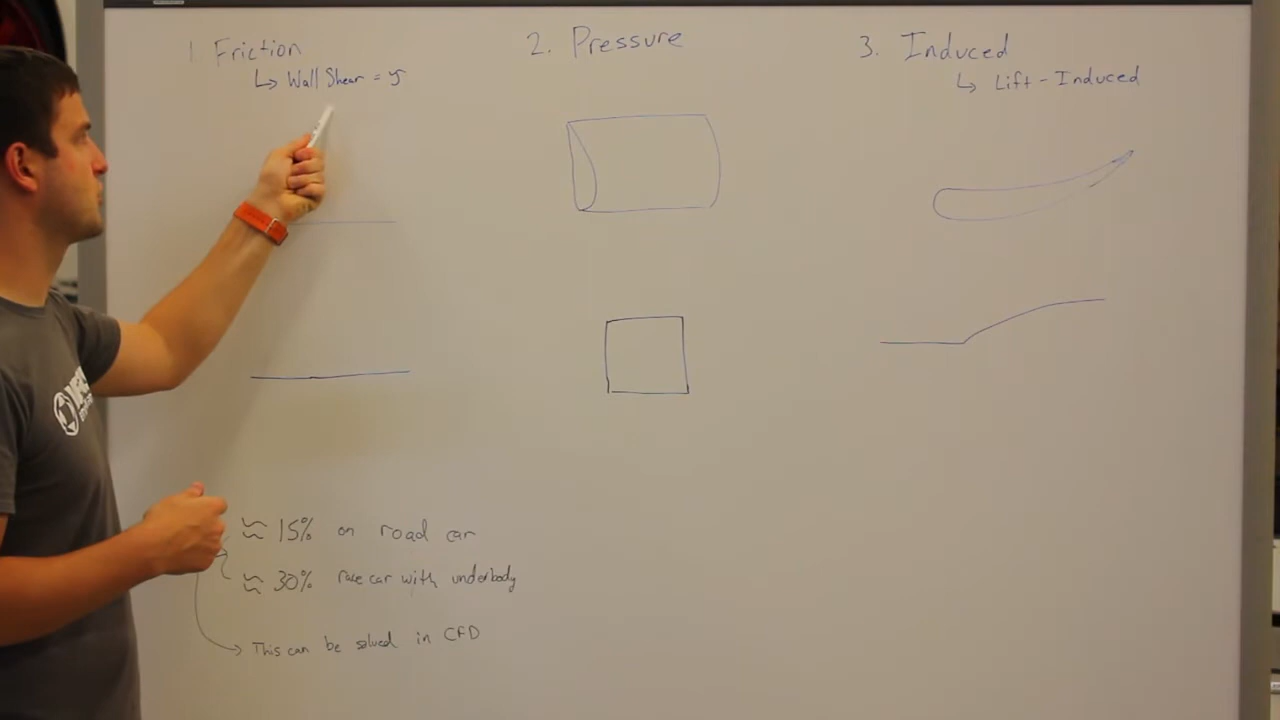 1. Friction
↳ Wall Shear =
2. Pressure
3. Induced
↳ Lift-Induced
≈ 15% on road car
≈ 30% race car with underbody
→ This can be solved in CFD